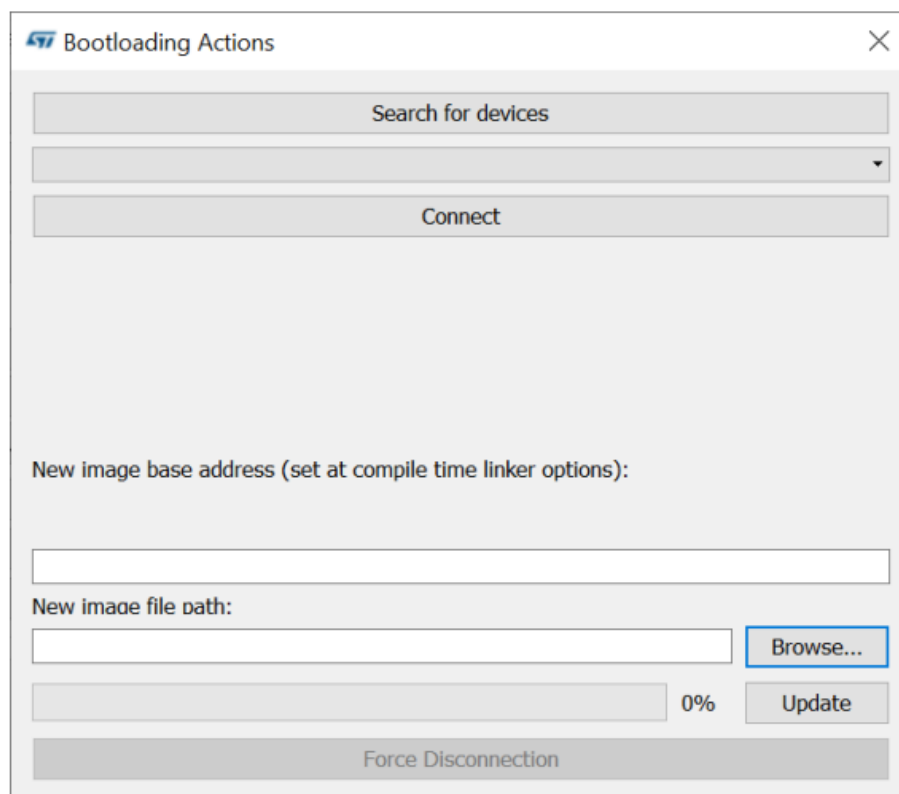 ST Bootloading Actions
Search for devices
Connect
New image base address (set at compile time linker options):
New image file path:
Browse...
0%
Update
Force Disconnection